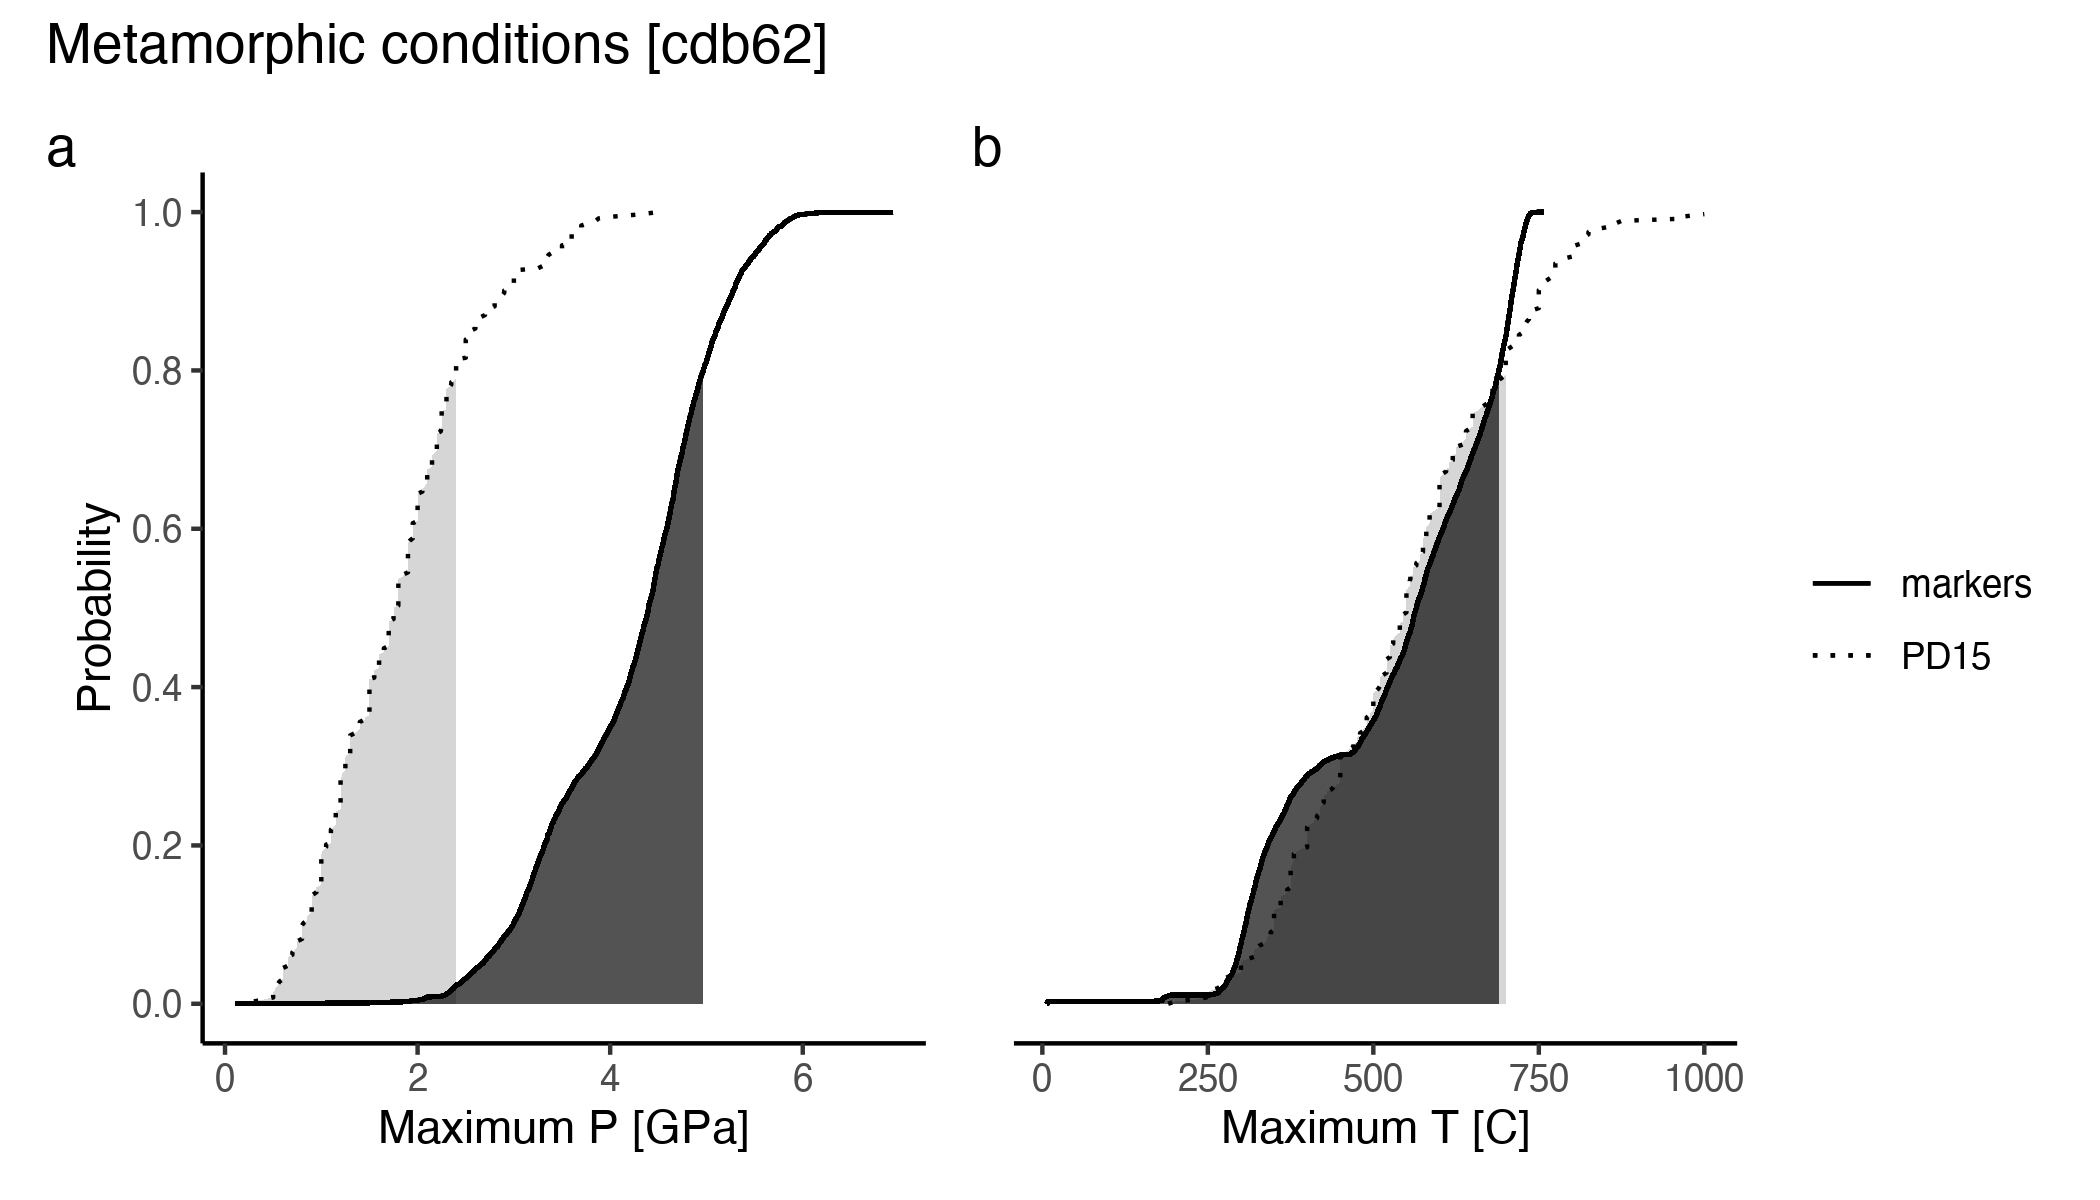 Metamorphic conditions [cdb62]
a
b
Probability
1.0
0.8
0.6
0.4
0.2
0.0
0 2 4 6
Maximum P [GPa]
0 250 500 750 1000
Maximum T [C]
markers
PD15